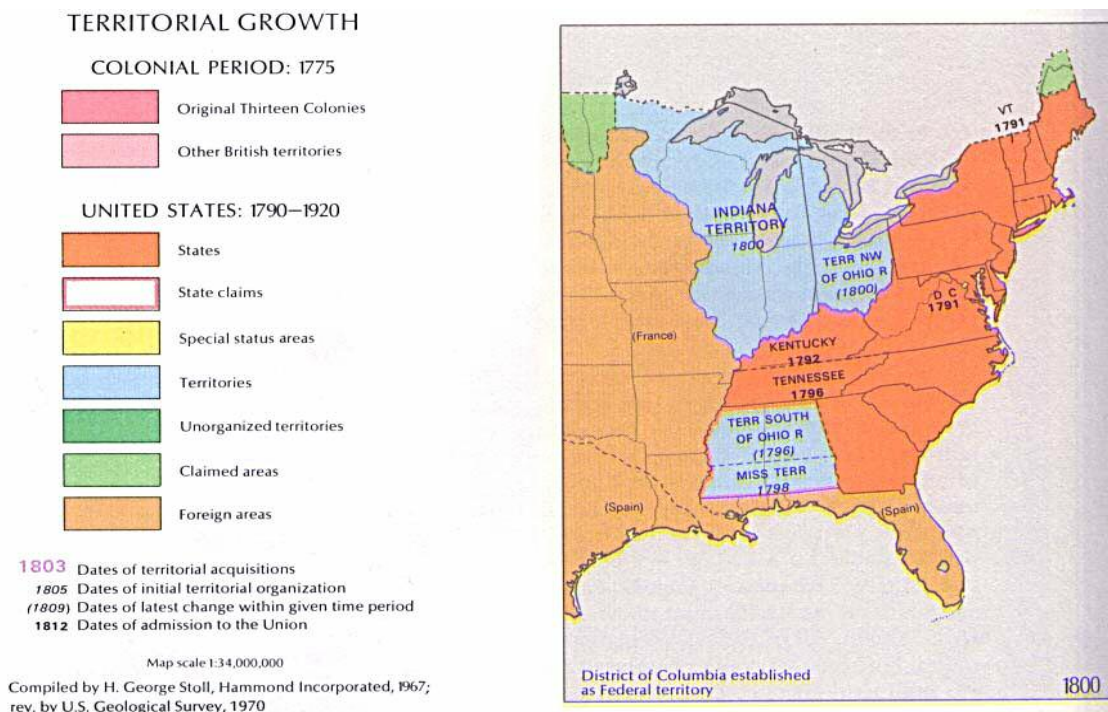 TERRITORIAL GROWTH
COLONIAL PERIOD: 1775
Original Thirteen Colonies
Other British territories
UNITED STATES: 1790–1920
States
State claims
Special status areas
Territories
Unorganized territories
Claimed areas
Foreign areas
1803 Dates of territorial acquisitions
1805 Dates of initial territorial organization
(1809) Dates of latest change within given time period
1812 Dates of admission to the Union
Map scale 1:34,000,000
Compiled by H. George Stoll, Hammond Incorporated, 1967;
rev. by U.S. Geological Survey, 1970
VT
1791
INDIANA
TERRITORY
1800
TERR NW
OF OHIO R
(1800)
D C
1791
(France)
KENTUCKY
1792
TENNESSEE
1796
TERR SOUTH
OF OHIO R
(1796)
MISS TERR
1798
(Spain)
(Spain)
District of Columbia established
as Federal territory
1800